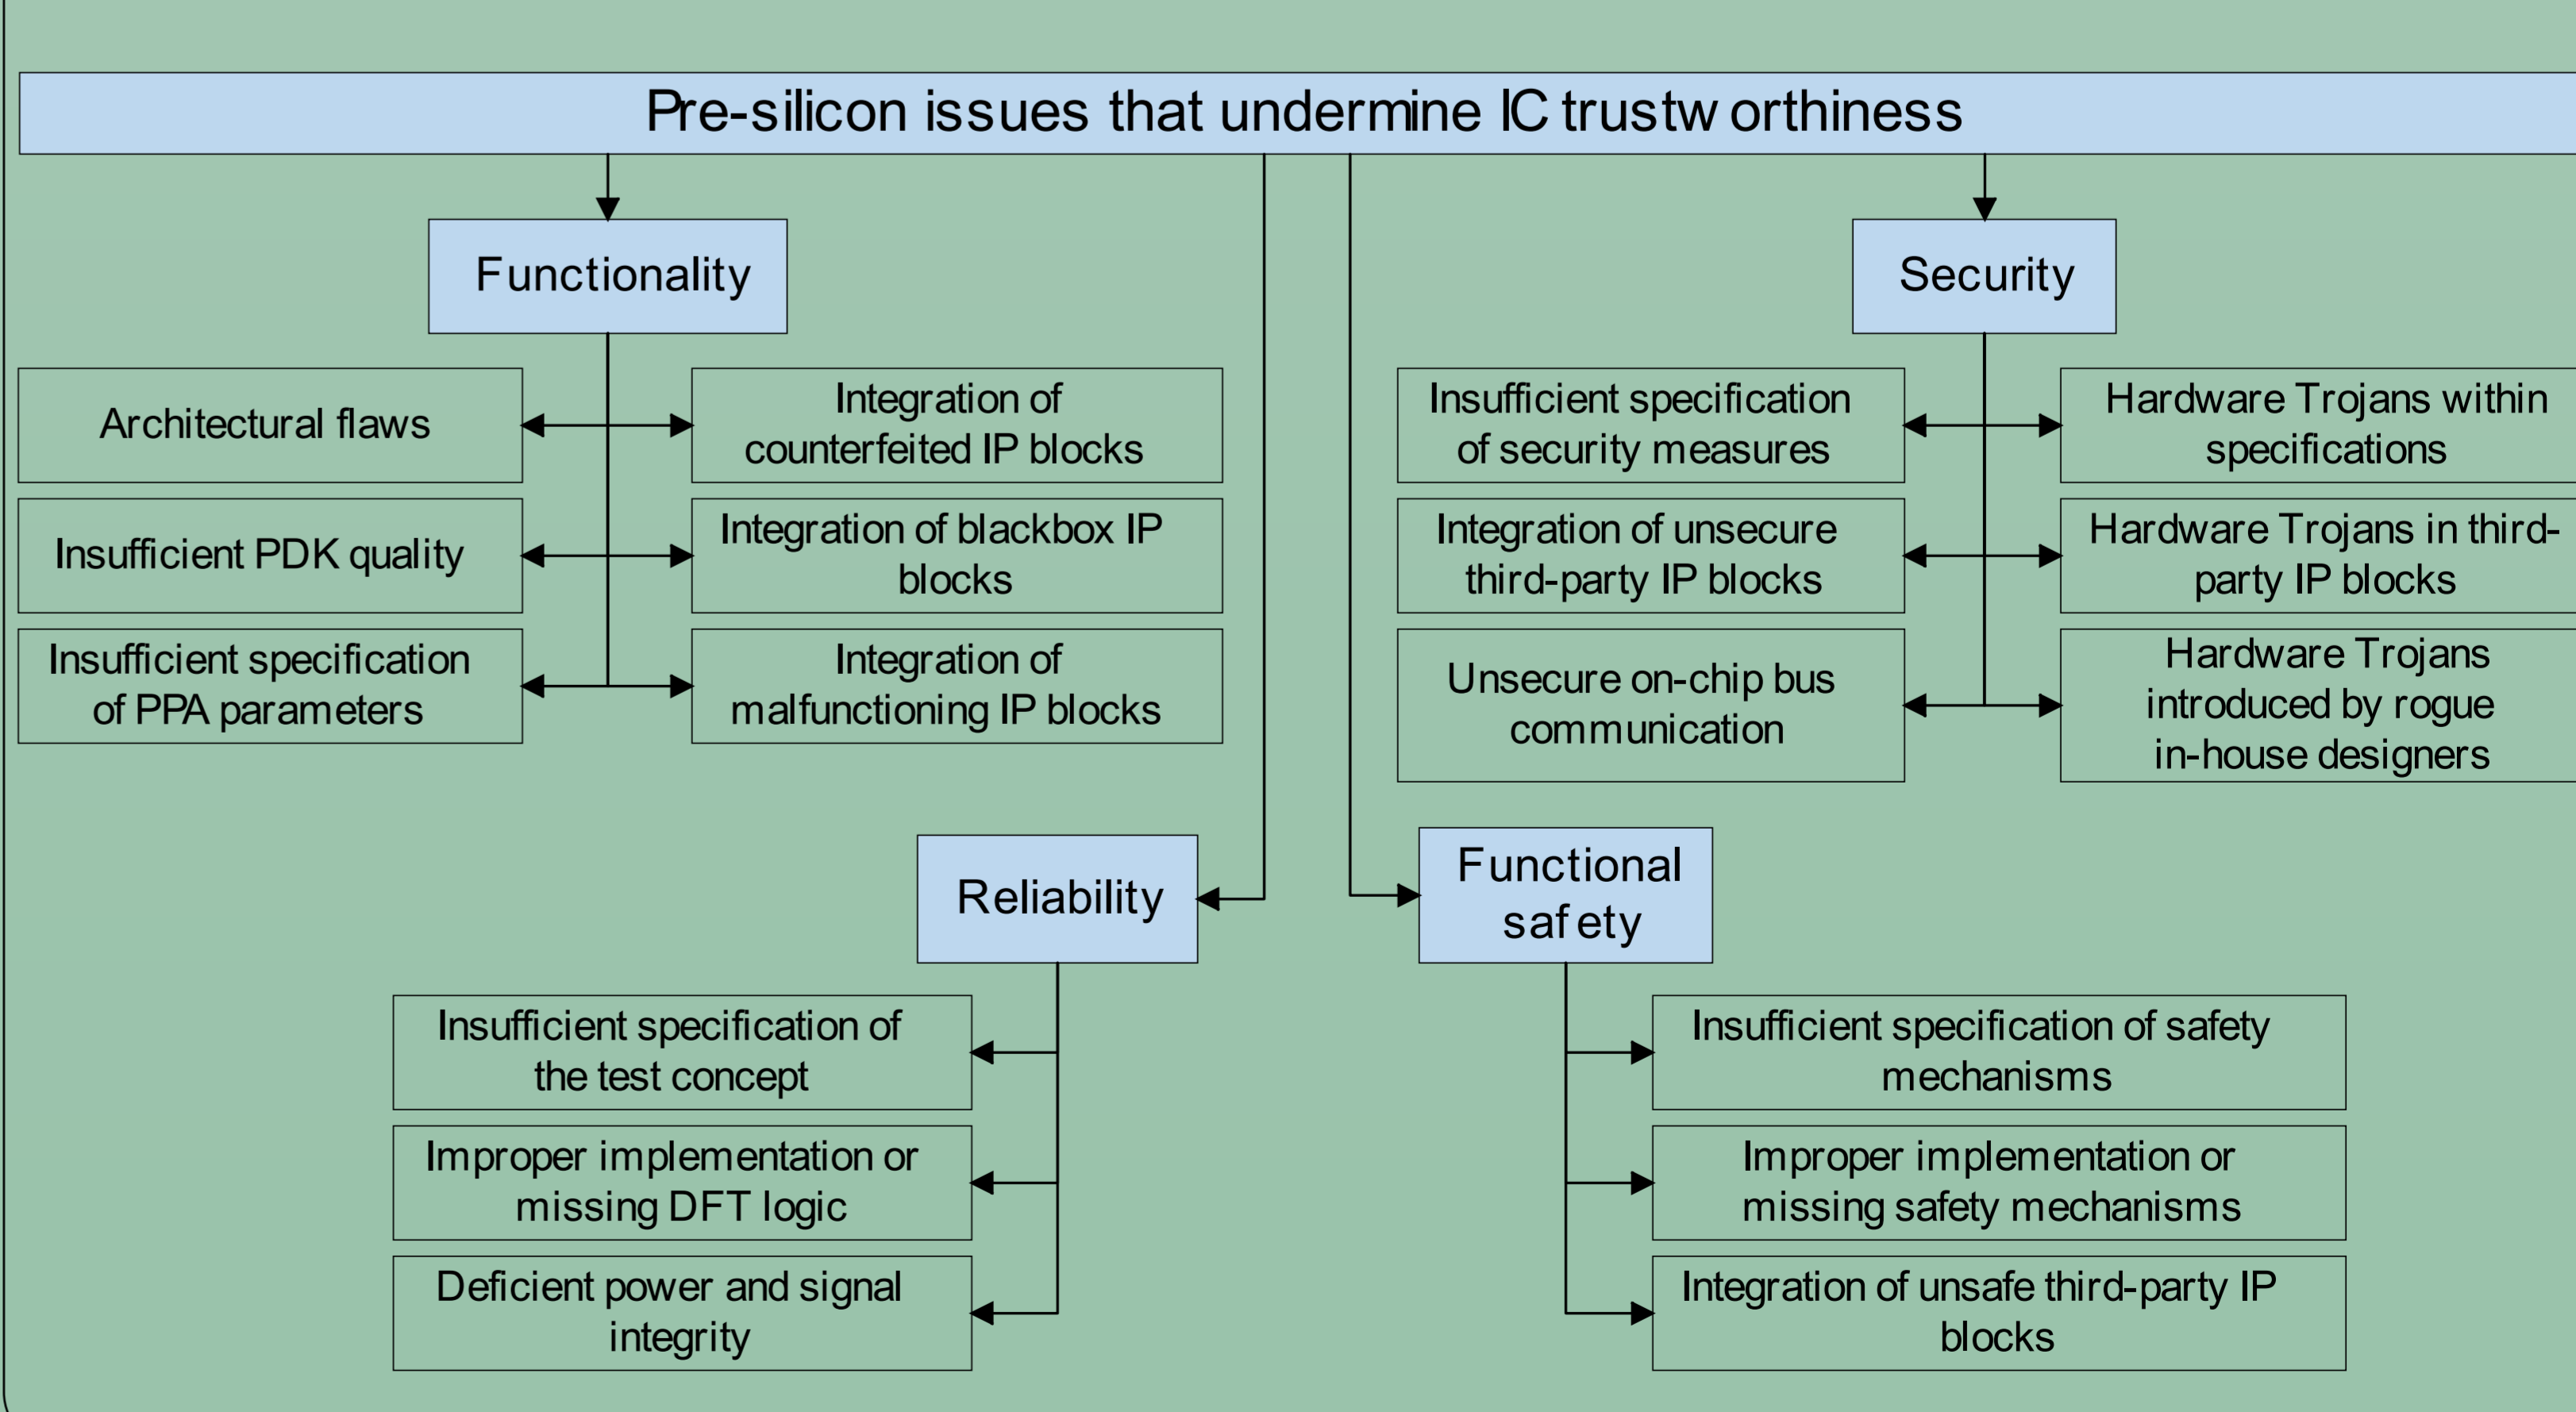 Pre-silicon issues that undermine IC trustworthiness
Functionality
Architectural flaws
Integration of
counterfeited IP blocks
Insufficient PDK quality
Integration of blackbox IP
blocks
Insufficient specification
of PPA parameters
Integration of
malfunctioning IP blocks
Security
Insufficient specification
of security measures
Hardware Trojans within
specifications
Integration of unsecure
third-party IP blocks
Hardware Trojans in third-
party IP blocks
Unsecure on-chip bus
communication
Hardware Trojans
introduced by rogue
in-house designers
Reliability
Insufficient specification of
the test concept
Improper implementation or
missing DFT logic
Deficient power and signal
integrity
Functional
safety
Insufficient specification of safety
mechanisms
Improper implementation or
missing safety mechanisms
Integration of unsafe third-party IP
blocks